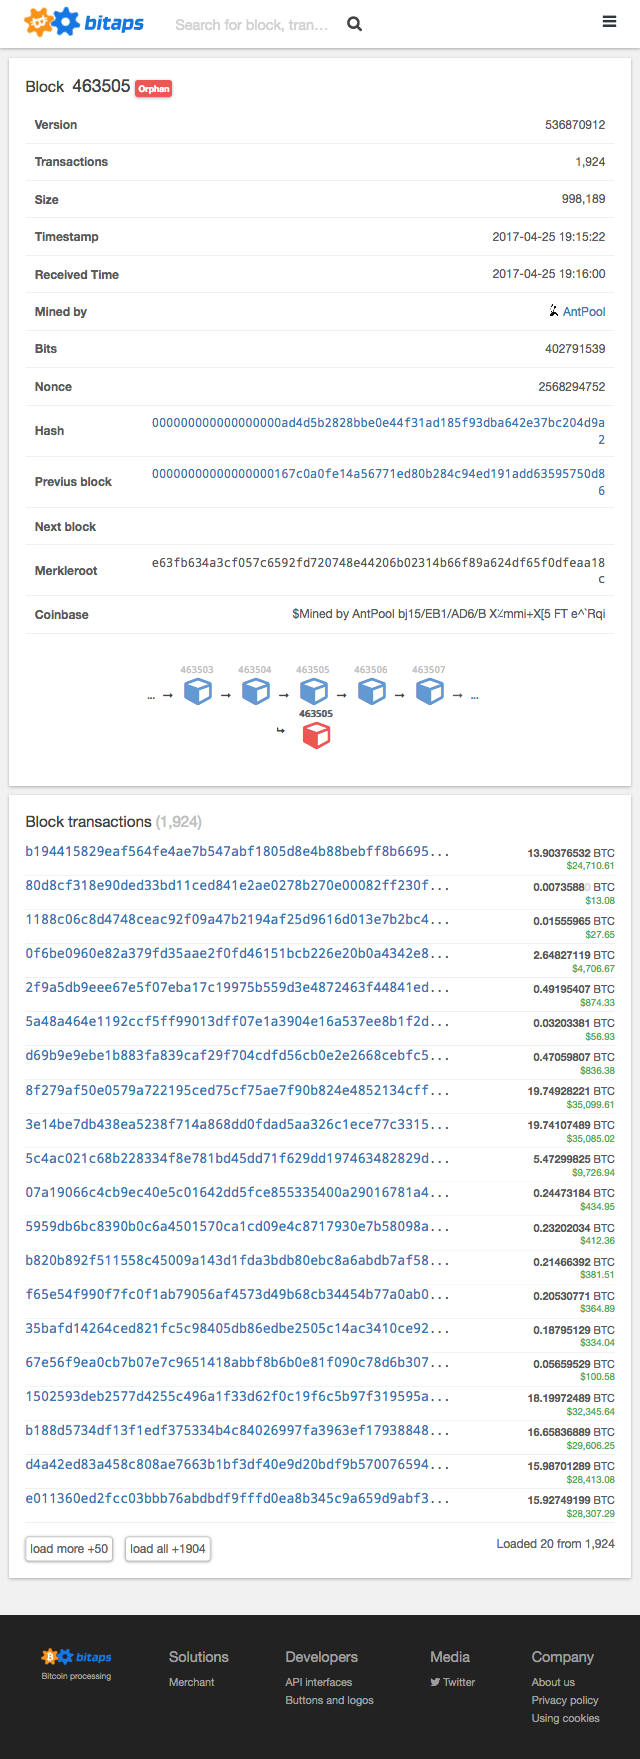 bitaps Search for block, tran...
Block 463505 Orphan
Version 536870912
Transactions 1,924
Size 998,189
Timestamp 2017-04-25 19:15:22
Received Time 2017-04-25 19:16:00
Mined by AntPool
Bits 402791539
Nonce 2568294752
Hash 000000000000000000ad4d5b2828bbe0e44f31ad185f93dba642e37bc204d9a
2
Previus block 00000000000000000167c0a0fe14a56771ed80b284c94ed191add63595750d8
6
Next block
Merkleroot e63fb634a3cf057c6592fd720748e44206b02314b66f89a624df65f0dfeaa18
c
Coinbase $Mined by AntPool bj15/EB1/AD6/B X٪mmi+X[5 FT e^`Rqi
463503 463504 463505 463506 463507
... → → → → → → ...
463505
↳
Block transactions (1,924)
b194415829eaf564fe4ae7b547abf1805d8e4b88bebff8b6695... 13.90376532 BTC
$24,710.61
80d8cf318e90ded33bd11ced841e2ae0278b270e00082ff230f... 0.00735880 BTC
$13.08
1188c06c8d4748ceac92f09a47b2194af25d9616d013e7b2bc4... 0.01555965 BTC
$27.65
0f6be0960e82a379fd35aae2f0fd46151bcb226e20b0a4342e8... 2.64827119 BTC
$4,706.67
2f9a5db9eee67e5f07eba17c19975b559d3e4872463f44841ed... 0.49195407 BTC
$874.33
5a48a464e1192ccf5ff99013dff07e1a3904e16a537ee8b1f2d... 0.03203381 BTC
$56.93
d69b9e9ebe1b883fa839caf29f704cdfd56cb0e2e2668cebfc5... 0.47059807 BTC
$836.38
8f279af50e0579a722195ced75cf75ae7f90b824e4852134cff... 19.74928221 BTC
$35,099.61
3e14be7db438ea5238f714a868dd0fdad5aa326c1ece77c3315... 19.74107489 BTC
$35,085.02
5c4ac021c68b228334f8e781bd45dd71f629dd197463482829d... 5.47299825 BTC
$9,726.94
07a19066c4cb9ec40e5c01642dd5fce855335400a29016781a4... 0.24473184 BTC
$434.95
5959db6bc8390b0c6a4501570ca1cd09e4c8717930e7b58098a... 0.23202034 BTC
$412.36
b820b892f511558c45009a143d1fda3bdb80ebc8a6abdb7af58... 0.21466392 BTC
$381.51
f65e54f990f7fc0f1ab79056af4573d49b68cb34454b77a0ab0... 0.20530771 BTC
$364.89
35bafd14264ced821fc5c98405db86edbe2505c14ac3410ce92... 0.18795129 BTC
$334.04
67e56f9ea0cb7b07e7c9651418abbf8b6b0e81f090c78d6b307... 0.05659529 BTC
$100.58
1502593deb2577d4255c496a1f33d62f0c19f6c5b97f319595a... 18.19972489 BTC
$32,345.64
b188d5734df13f1edf375334b4c84026997fa3963ef17938848... 16.65836889 BTC
$29,606.25
d4a42ed83a458c808ae7663b1bf3df40e9d20bdf9b570076594... 15.98701289 BTC
$28,413.08
e011360ed2fcc03bbb76abdbdf9fffd0ea8b345c9a659d9abf3... 15.92749199 BTC
$28,307.29
load more +50 load all +1904 Loaded 20 from 1,924
bitaps Solutions Developers Media Company
Bitcoin processing Merchant API interfaces Twitter About us
Buttons and logos Privacy policy
Using cookies